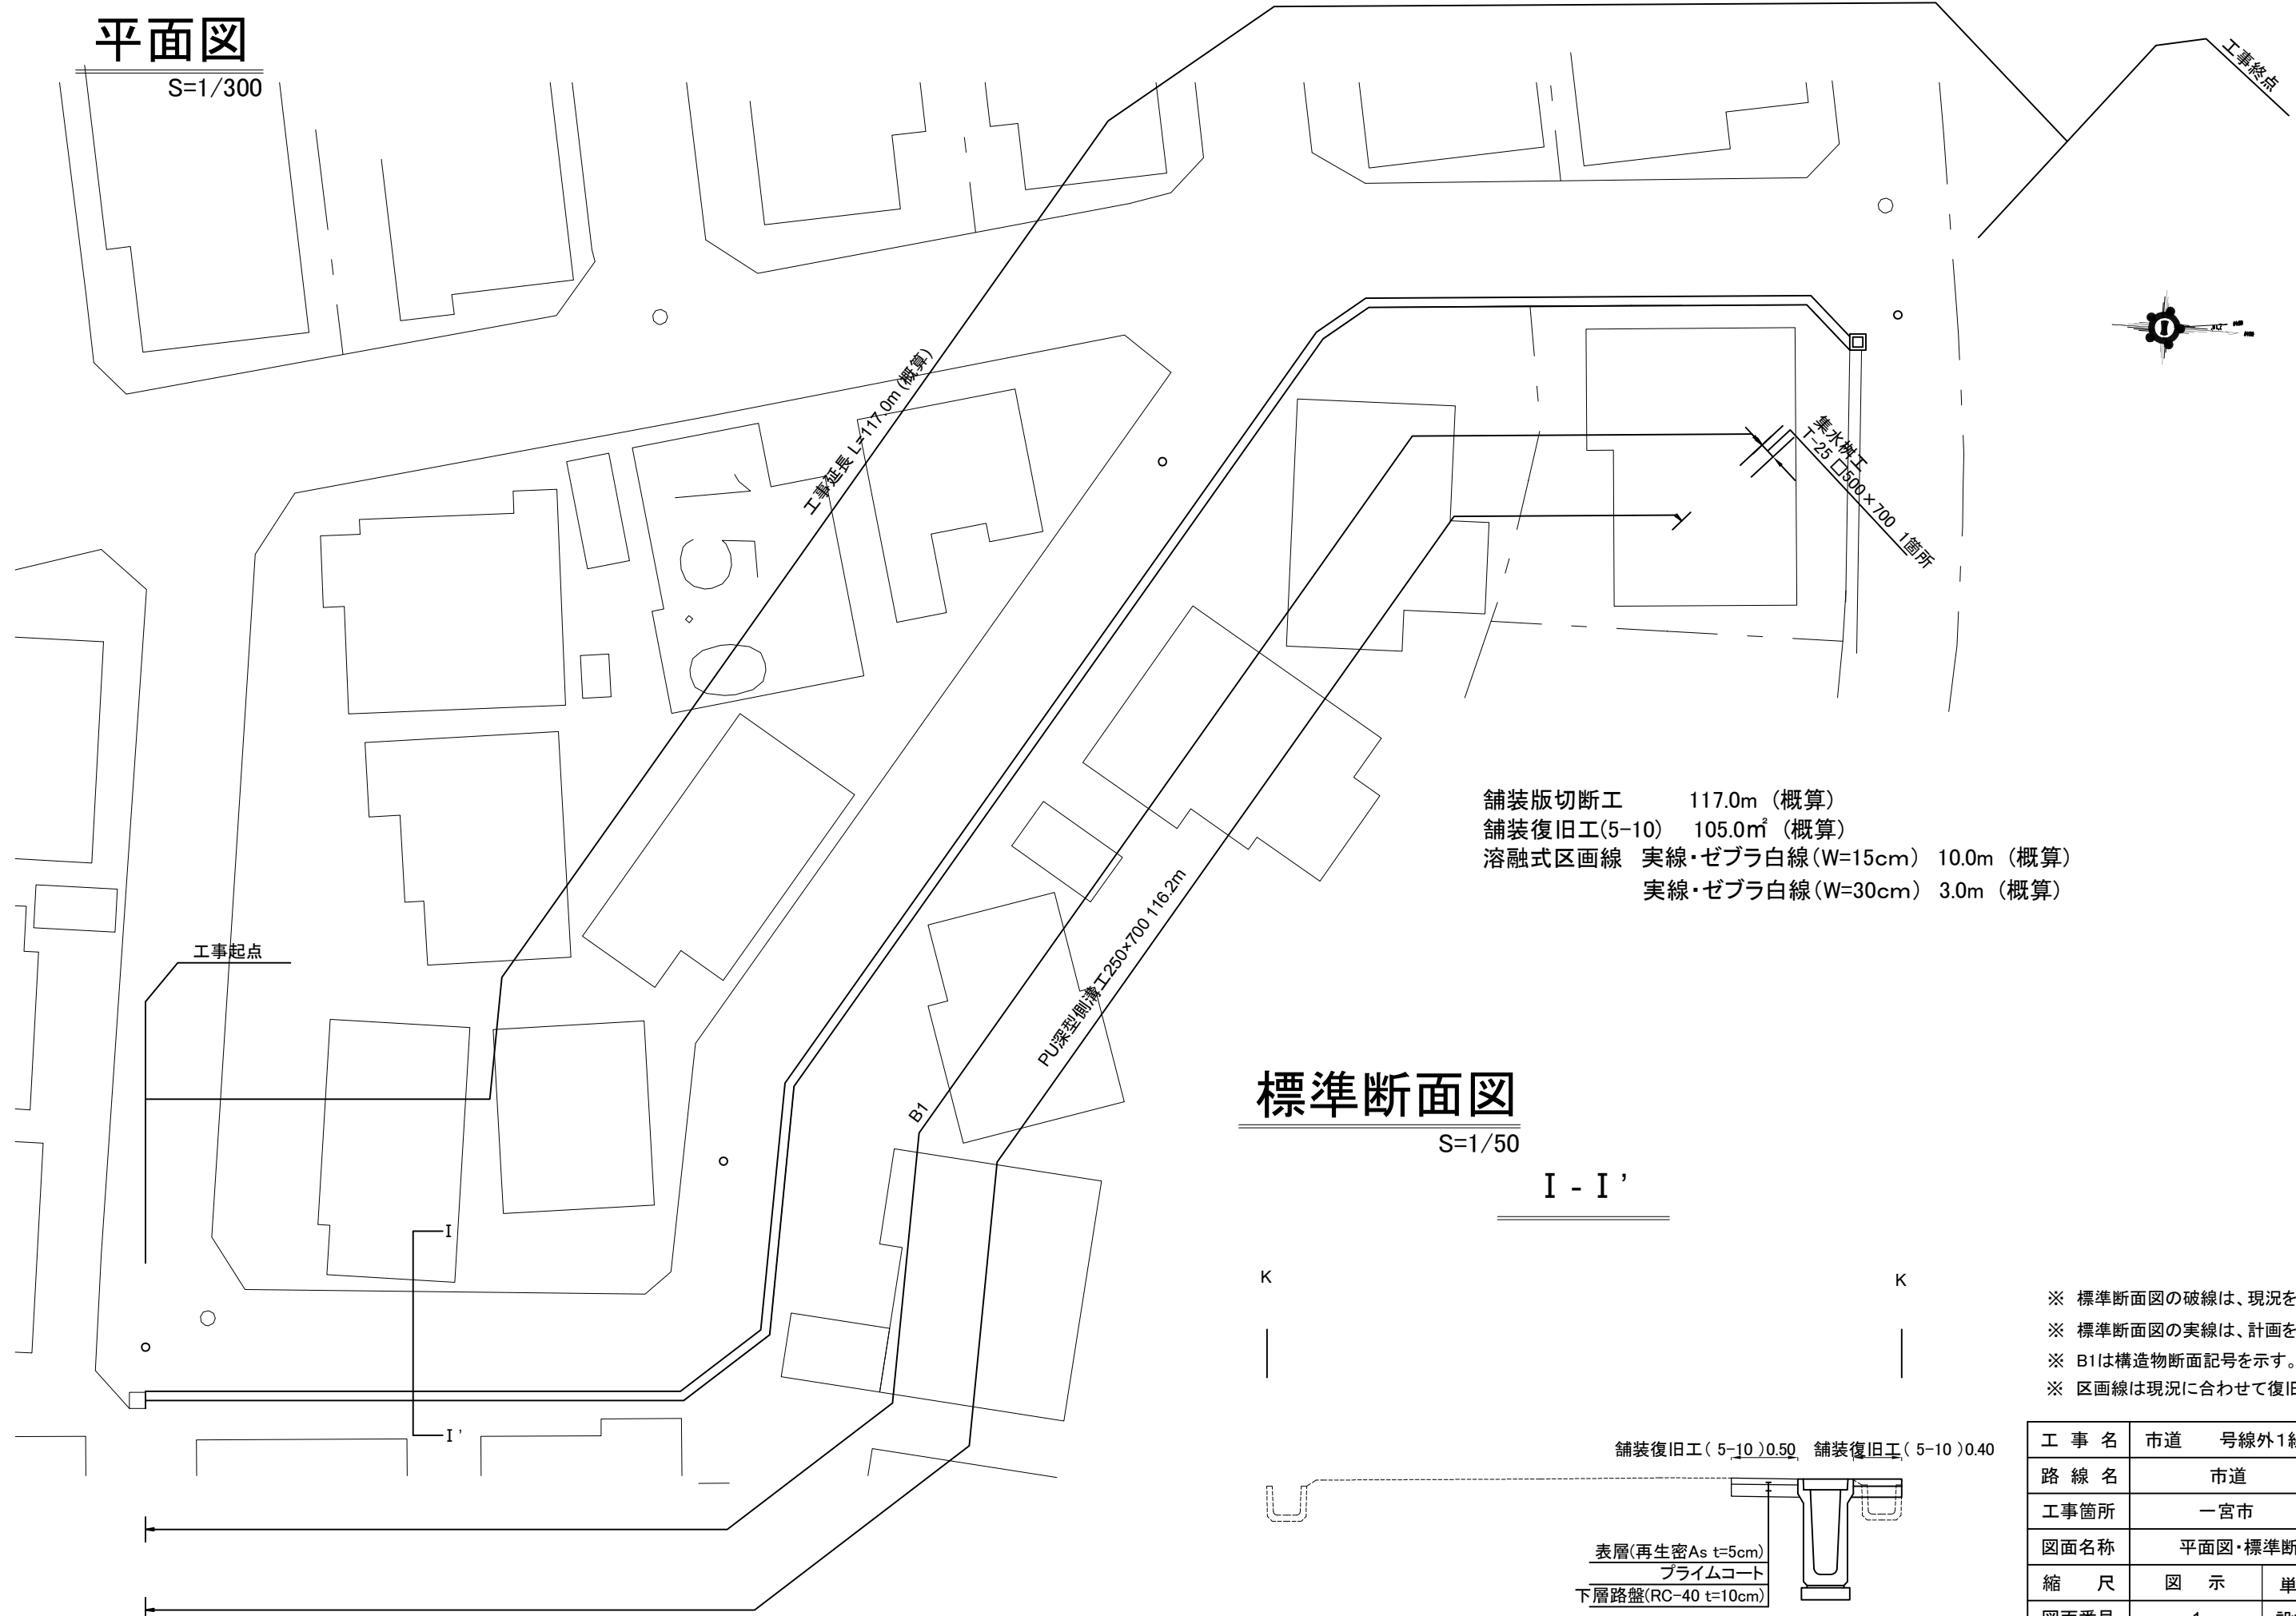 平面図
S=1/300
工事終点
工事延長 L=117.0m (概算)
集水桝工
T-25 □500×700 1箇所
舗装版切断工 117.0m (概算)
舗装復旧工(5-10) 105.0㎡ (概算)
溶融式区画線 実線・ゼブラ白線(W=15cm) 10.0m (概算)
実線・ゼブラ白線(W=30cm) 3.0m (概算)
工事起点
PU深型側溝工250×700 116.2m
B1
I
I'
標準断面図
S=1/50
I - I'
K
K
舗装復旧工( 5-10 )0.50 舗装復旧工( 5-10 )0.40
表層(再生密As t=5cm)
プライムコート
下層路盤(RC-40 t=10cm)
※ 標準断面図の破線は、現況を
※ 標準断面図の実線は、計画を
※ B1は構造物断面記号を示す。
※ 区画線は現況に合わせて復旧
工 事 名 市道 号線外1線
路 線 名 市道
工事箇所 一宮市
図面名称 平面図・標準断
縮 尺 図 示 単
図面番号 1